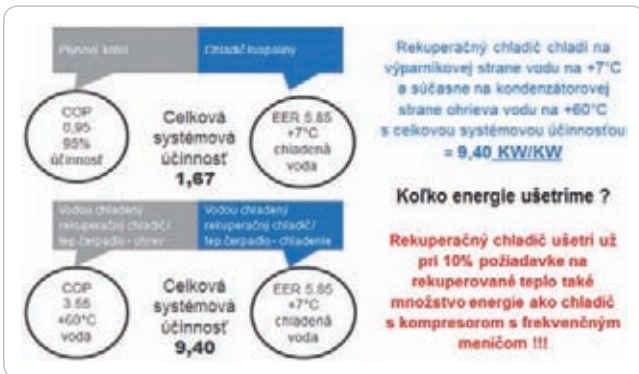 Plynový kotol
Chladič kvapaliny
COP
0,95
95%
účinnosť
Celková
systémová
účinnosť
1,67
EER 5.85
+7°C
chladená
voda
Vodou chladený
rekuperačný chladič/
tep.čerpadlo - ohrev
Vodou chladený
rekuperačný chladič/
tep.čerpadlo - chladenie
COP
3.55
+60°C
voda
Celková
systémová
účinnosť
9,40
EER 5.85
+7°C
chladená
voda
Rekuperačný chladič chladí na
výparníkovej strane vodu na +7°C
a súčasne na kondenzátorovej
strane ohrieva vodu na +60°C
s celkovou systémovou účinnosťou
= 9,40 KW/KW
Koľko energie ušetríme ?
Rekuperačný chladič ušetrí už
pri 10% požiadavke na
rekuperované teplo také
množstvo energie ako chladič
s kompresorom s frekvenčným
meničom !!!